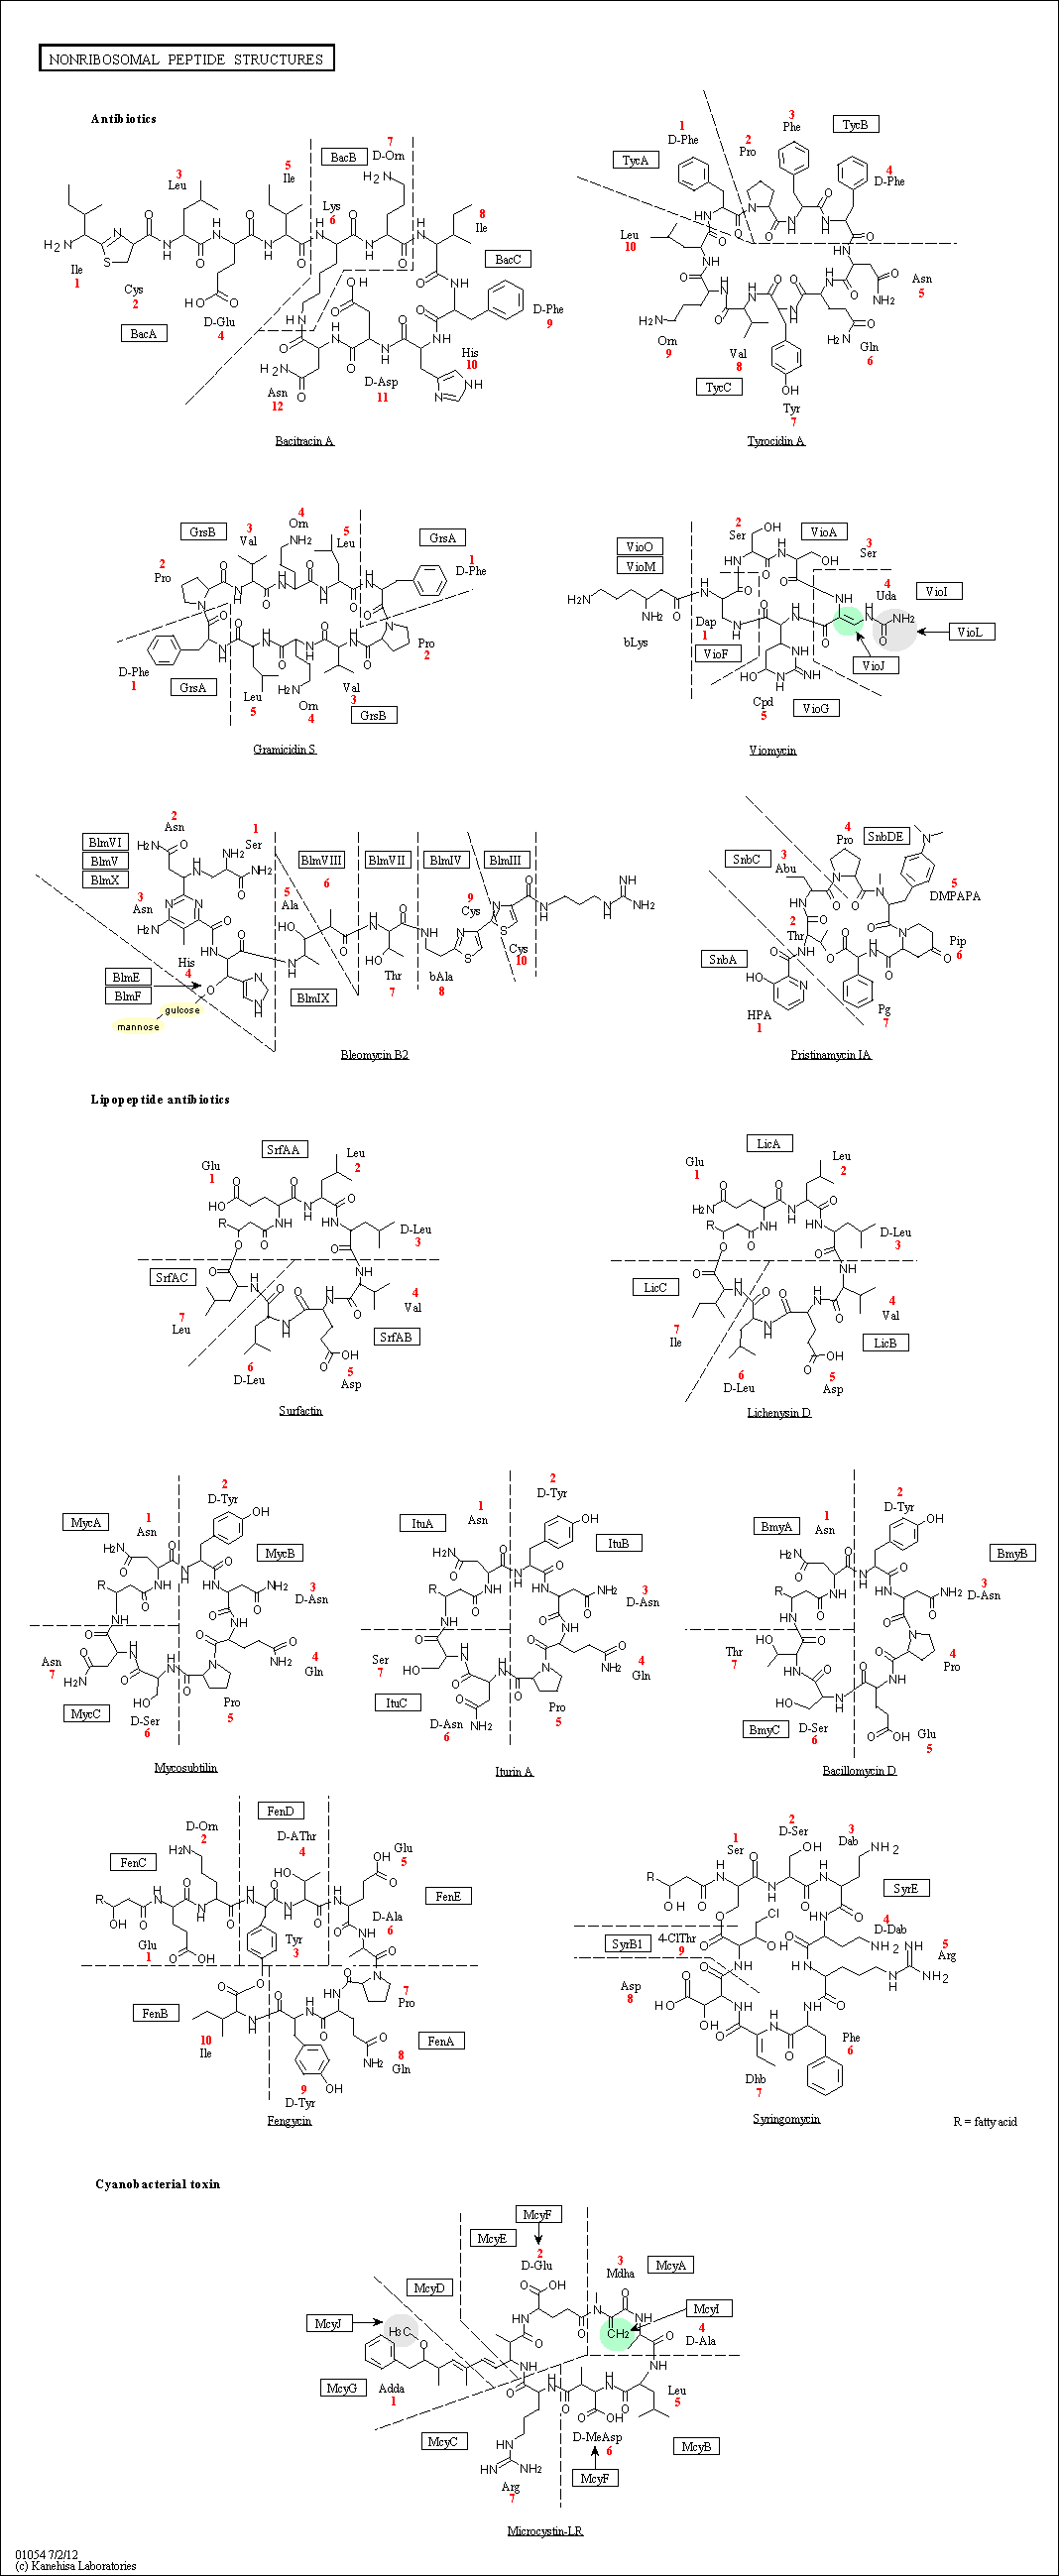 NONRIBOSOMAL PEPTIDE STRUCTURES
Antibiotics
BacB
7
D-Orn
5
Ile
3
Leu
Lys
6
8
Ile
BacC
Ile
1
Cys
2
D-Glu
4
BacA
D-Phe
9
His
10
D-Asp
11
Asn
12
Bacitracin A
1
D-Phe
2
Pro
3
Phe
TycB
TycA
4
D-Phe
Leu
10
Asn
5
Orn
9
Val
8
Gln
6
TycC
Tyr
7
Tyrocidin A
GrsB
3
Val
4
Orn
5
Leu
GrsA
1
D-Phe
2
Pro
D-Phe
1
GrsA
Leu
5
Orn
4
Val
3
GrsB
Pro
2
Gramicidin S
VioO
VioM
2
Ser
VioA
3
Ser
4
Uda
VioI
VioL
VioJ
bLys
Dap
1
VioF
Cpd
5
VioG
Viomycin
2
Asn
1
Ser
BlmVI
BlmV
BlmX
BlmVIII
BlmVII
BlmIV
BlmIII
3
Asn
5
Ala
6
9
Cys
Cys
10
His
4
BlmE
BlmF
gulcose
mannose
BlmIX
Thr
7
bAla
8
Bleomycin B2
4
Pro
SnbDE
SnbC
3
Abu
5
DMPAPA
2
Thr
Pip
6
SnbA
HPA
1
Pg
7
Pristinamycin IA
Lipopeptide antibiotics
SrfAA
Glu
1
Leu
2
D-Leu
3
SrfAC
7
Leu
4
Val
SrfAB
6
D-Leu
5
Asp
Surfactin
LicA
Glu
1
Leu
2
D-Leu
3
LicC
7
Ile
4
Val
LicB
6
D-Leu
5
Asp
Lichenysin D
MycA
1
Asn
2
D-Tyr
MycB
3
D-Asn
Asn
7
4
Gln
MycC
D-Ser
6
Pro
5
Mycosubtilin
ItuA
1
Asn
2
D-Tyr
ItuB
3
D-Asn
Ser
7
4
Gln
ItuC
D-Asn
6
Pro
5
Iturin A
BmyA
1
Asn
2
D-Tyr
BmyB
3
D-Asn
Thr
7
4
Pro
BmyC
D-Ser
6
Glu
5
Bacillomycin D
FenC
D-Orn
2
FenD
D-AThr
4
Glu
5
FenE
D-Ala
6
Glu
1
Tyr
3
7
Pro
FenB
10
Ile
FenA
8
Gln
9
D-Tyr
Fengycin
1
Ser
2
D-Ser
3
Dab
SyrE
SyrB1
4-ClThr
9
4
D-Dab
5
Arg
Asp
8
Phe
6
Dhb
7
Syringomycin
R = fatty acid
Cyanobacterial toxin
McyF
McyE
2
D-Glu
3
Mdha
McyA
McyD
McyJ
McyI
4
D-Ala
McyG
Adda
1
Leu
5
McyC
D-MeAsp
6
McyB
McyF
Arg
7
Microcystin-LR
01054 7/2/12
(c) Kanehisa Laboratories